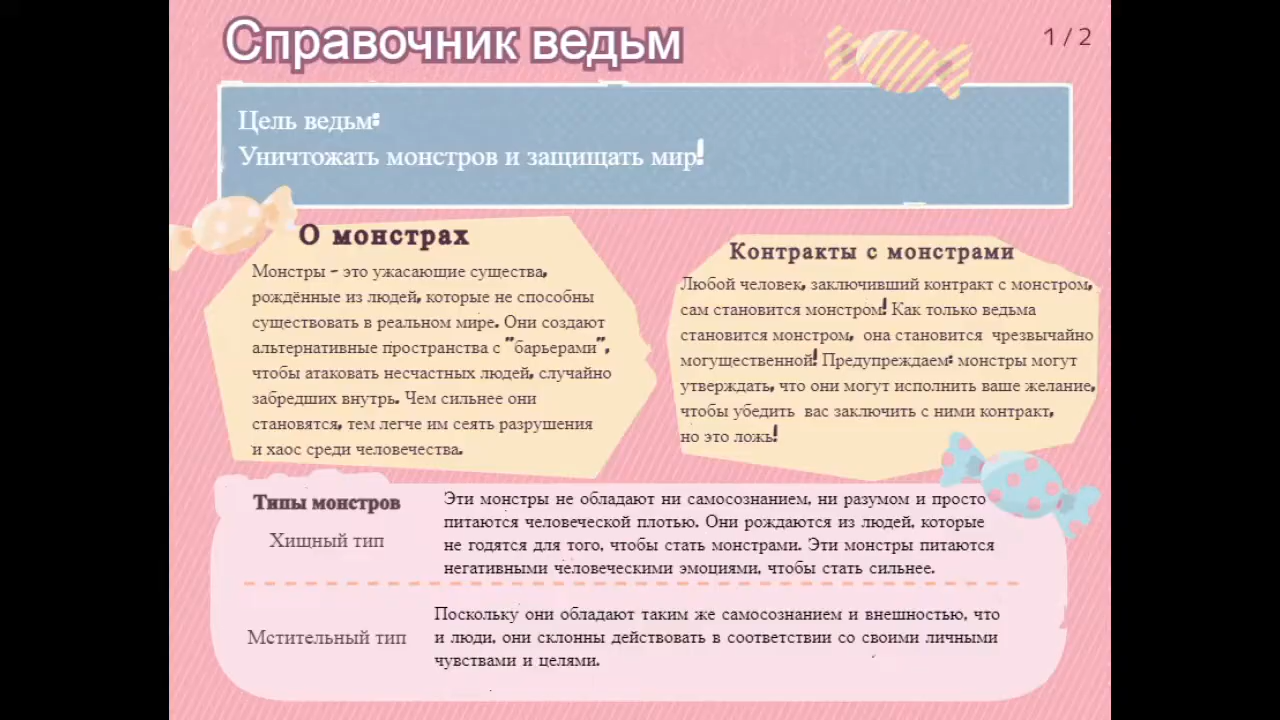 Справочник ведьм
1 / 2
Цель ведьм:
Уничтожать монстров и защищать мир!
О монстрах
Монстры - это ужасающие существа,
рождённые из людей, которые не способны
существовать в реальном мире. Они создают
альтернативные пространства с "барьерами",
чтобы атаковать несчастных людей, случайно
забредших внутрь. Чем сильнее они
становятся, тем легче им сеять разрушения
и хаос среди человечества.
Контракты с монстрами
Любой человек, заключивший контракт с монстром,
сам становится монстром! Как только ведьма
становится монстром, она становится чрезвычайно
могущественной! Предупреждаем: монстры могут
утверждать, что они могут исполнить ваше желание,
чтобы убедить вас заключить с ними контракт,
но это ложь!
Типы монстров
Хищный тип
Эти монстры не обладают ни самосознанием, ни разумом и просто
питаются человеческой плотью. Они рождаются из людей, которые
не годятся для того, чтобы стать монстрами. Эти монстры питаются
негативными человеческими эмоциями, чтобы стать сильнее.
Мстительный тип
Поскольку они обладают таким же самосознанием и внешностью, что
и люди, они склонны действовать в соответствии со своими личными
чувствами и целями.